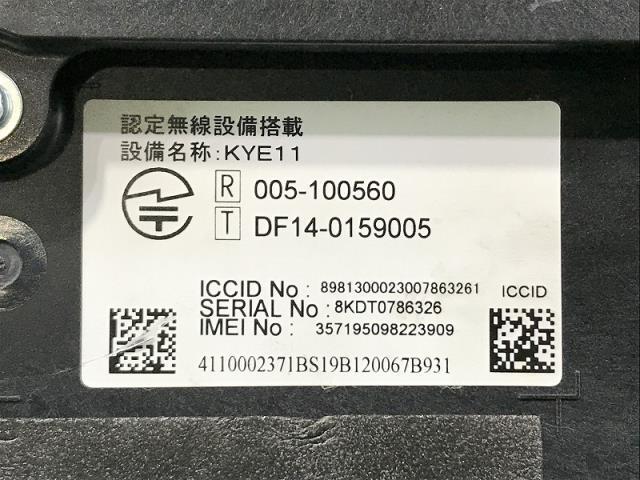 認定無線設備搭載
設備名称:KYE11
R 005-100560
T DF14-0159005
ICCID No : 8981300023007863261 ICCID
SERIAL No : 8KDT0786326
IMEI No : 357195098223909
4110002371BS19B120067B931